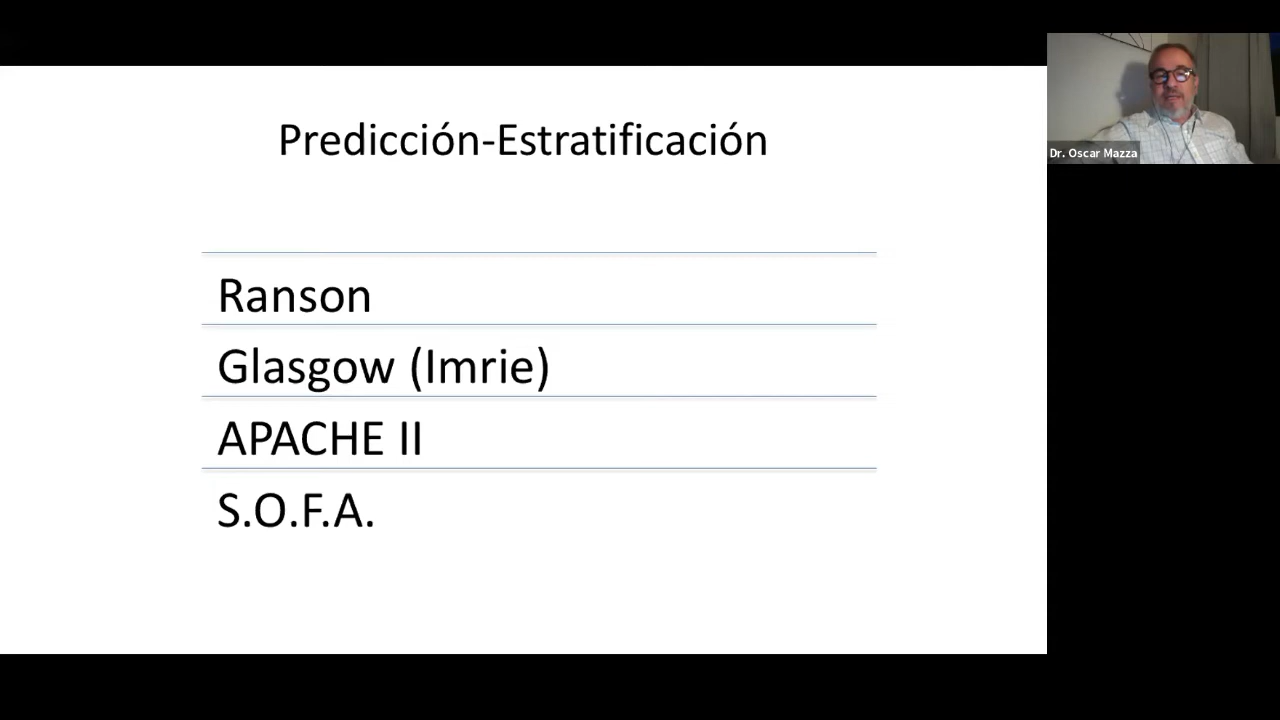 Predicción-Estratificación
Ranson
Glasgow (Imrie)
APACHE II
S.O.F.A.
Dr. Oscar Mazza